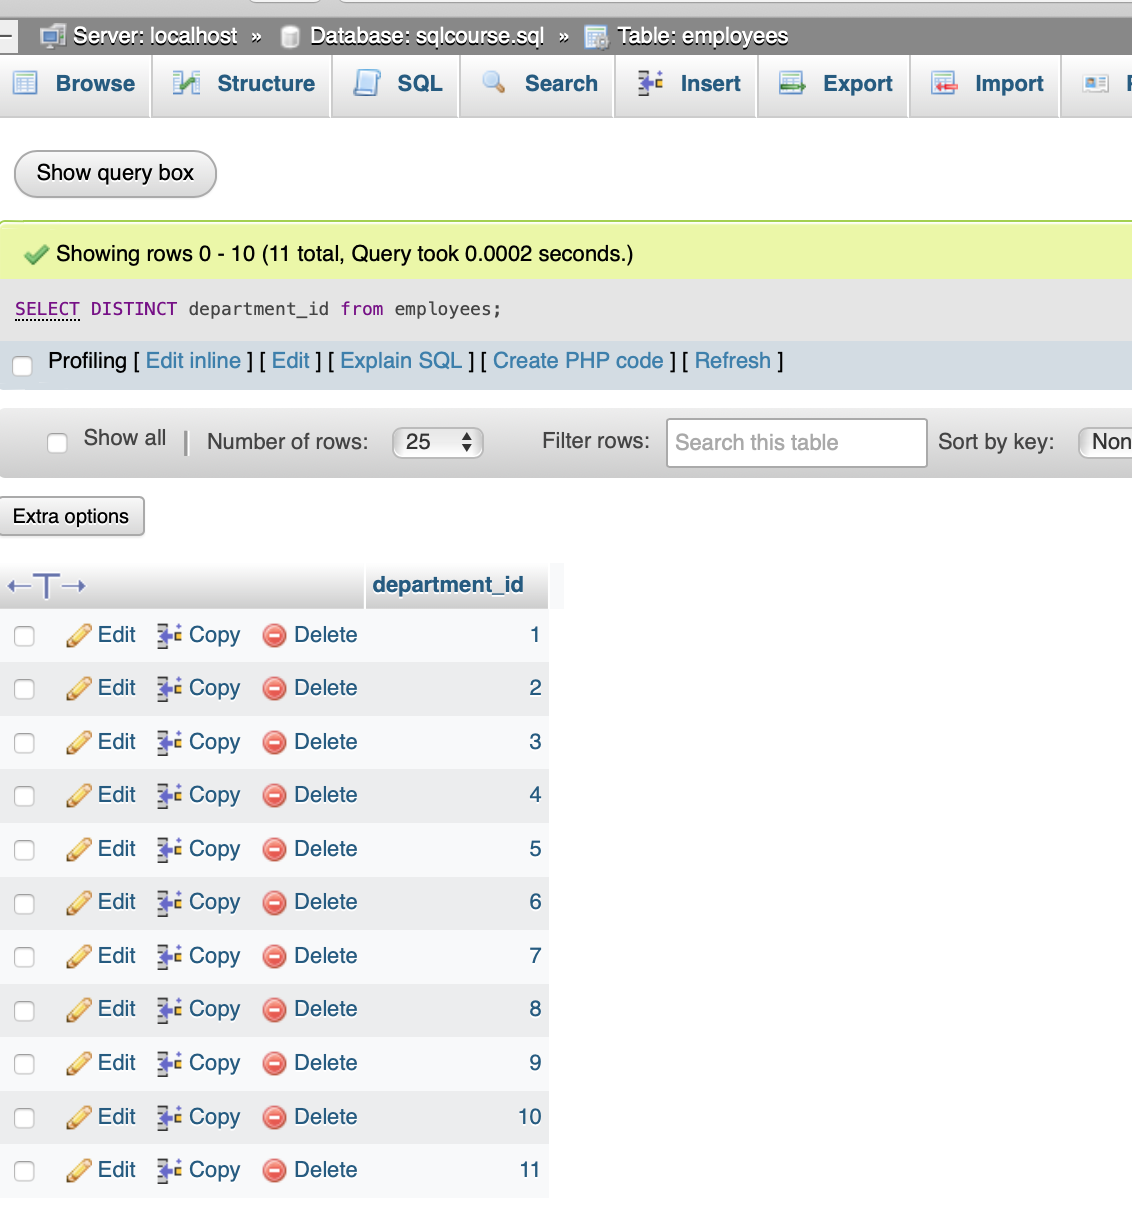 Server: localhost » Database: sqlcourse.sql » Table: employees
Browse Structure SQL Search Insert Export Import
Show query box
Showing rows 0 - 10 (11 total, Query took 0.0002 seconds.)
SELECT DISTINCT department_id from employees;
Profiling [ Edit inline ] [ Edit ] [ Explain SQL ] [ Create PHP code ] [ Refresh ]
Show all | Number of rows: 25 Filter rows: Search this table Sort by key: Non
Extra options
←T→ department_id
Edit Copy Delete 1
Edit Copy Delete 2
Edit Copy Delete 3
Edit Copy Delete 4
Edit Copy Delete 5
Edit Copy Delete 6
Edit Copy Delete 7
Edit Copy Delete 8
Edit Copy Delete 9
Edit Copy Delete 10
Edit Copy Delete 11